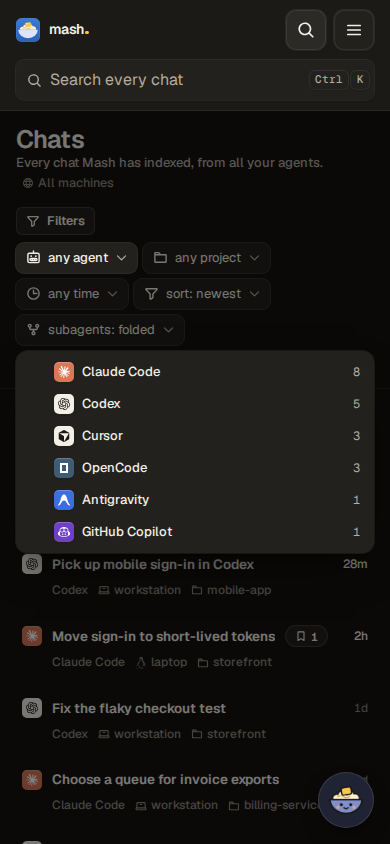 mash.
Search every chat Ctrl K
Chats
Every chat Mash has indexed, from all your agents.
All machines
Filters
any agent any project
any time sort: newest
subagents: folded
Claude Code 8
Codex 5
Cursor 3
OpenCode 3
Antigravity 1
GitHub Copilot 1
Pick up mobile sign-in in Codex 28m
Codex workstation mobile-app
Move sign-in to short-lived tokens 1 2h
Claude Code laptop storefront
Fix the flaky checkout test 1d
Codex workstation storefront
Choose a queue for invoice exports
Claude Code workstation